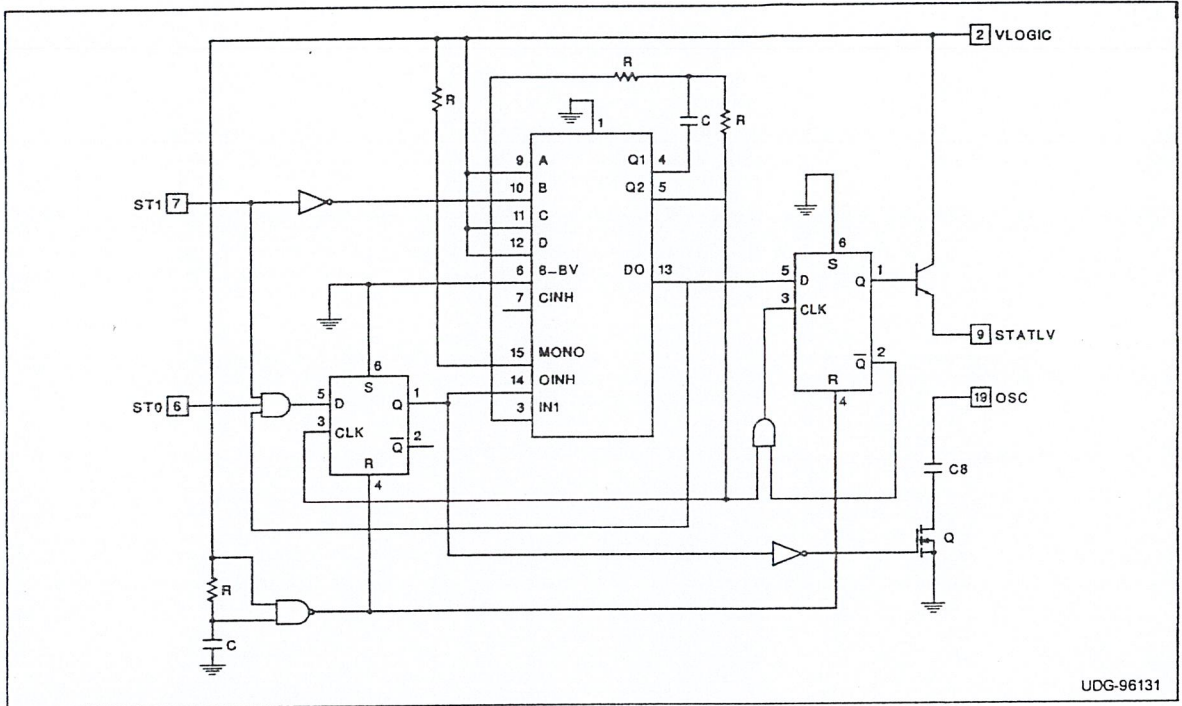 2 VLOGIC
R
R
C
R
1
9 A
Q1 4
10 B
Q2 5
ST1 7
11 C
12 D
6 8-BV
DO 13
7 CINH
15 MONO
14 OINH
3 IN1
6
S
5 D
Q 1
3 CLK
9 STATLV
Q 2
R
4
6
S
5 D
Q 1
ST0 6
3 CLK
Q 2
R
4
19 OSC
C8
Q
R
C
UDG-96131